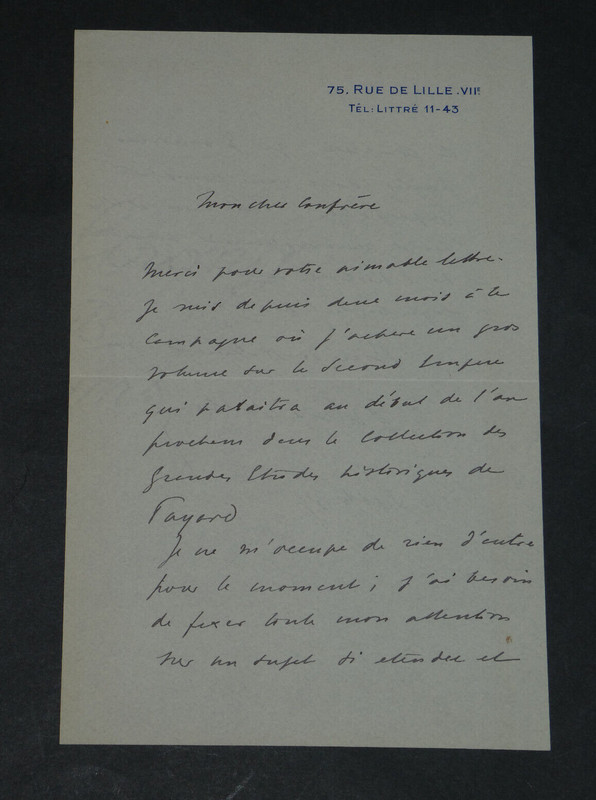 75, RUE DE LILLE .VIIE
TÉL: LITTRÉ 11-43
Mon cher Confrère
Merci pour votre aimable lettre.
Je suis depuis deux mois à la
campagne où j'achève un gros
volume sur le Second Empire
qui paraîtra au début de l'an
prochain dans la Collection des
Grandes Etudes historiques de
Fayard
Je ne m'occupe de rien d'autre
pour le moment ; j'ai besoin
de fixer toute mon attention
sur un sujet si étendu et